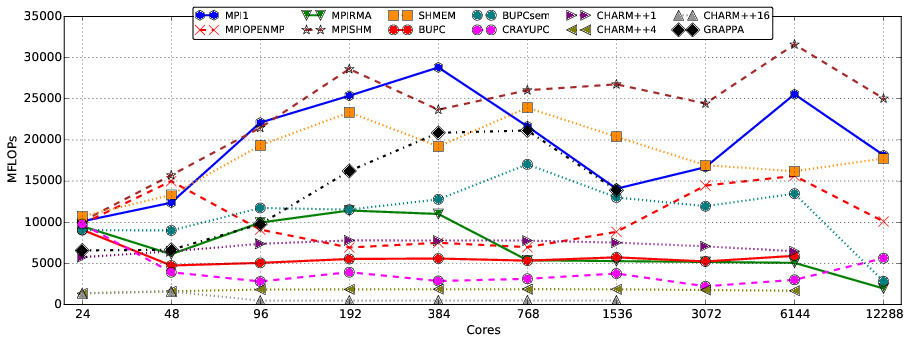 35000
30000
25000
20000
15000
10000
5000
0
MFLOPs
MPI1 MPIRMA SHMEM BUPCsem CHARM++1 CHARM++16
MPIOPENMP MPISHM BUPC CRAYUPC CHARM++4 GRAPPA
24 48 96 192 384 768 1536 3072 6144 12288
Cores